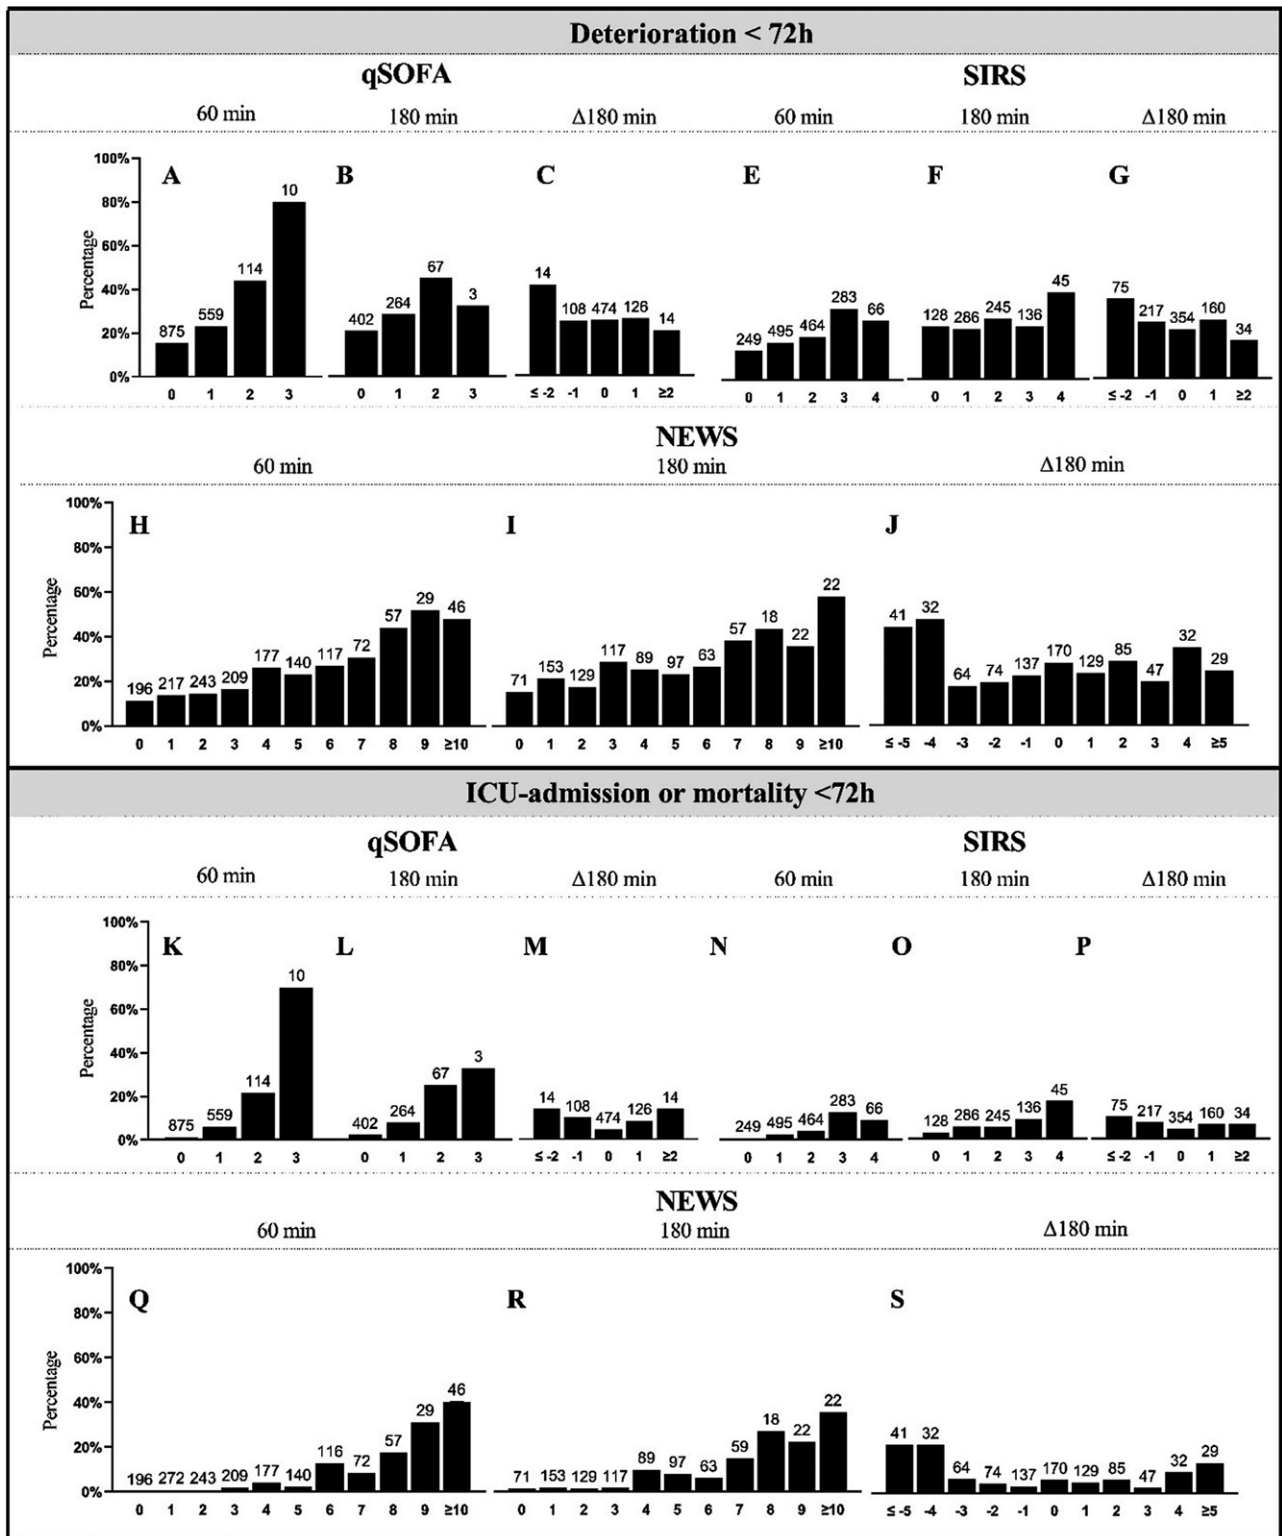 Deterioration < 72h
qSOFA SIRS
60 min 180 min Δ180 min 60 min 180 min Δ180 min
A B C E F G
Percentage
100%
80%
60%
40%
20%
0%
875 559 114 10 402 264 67 3 14 108 474 126 14 249 495 464 283 66 128 286 245 136 45 75 217 354 160 34
0 1 2 3 0 1 2 3 ≤ -2 -1 0 1 ≥2 0 1 2 3 4 0 1 2 3 4 ≤ -2 -1 0 1 ≥2
NEWS
60 min 180 min Δ180 min
H I J
Percentage
100%
80%
60%
40%
20%
0%
196 217 243 209 177 140 117 72 57 29 46 71 153 129 117 89 97 63 57 18 22 22 41 32 64 74 137 170 129 85 47 32 29
0 1 2 3 4 5 6 7 8 9 ≥10 0 1 2 3 4 5 6 7 8 9 ≥10 ≤ -5 -4 -3 -2 -1 0 1 2 3 4 ≥5
ICU-admission or mortality <72h
qSOFA SIRS
60 min 180 min Δ180 min 60 min 180 min Δ180 min
K L M N O P
Percentage
100%
80%
60%
40%
20%
0%
875 559 114 10 402 264 67 3 14 108 474 126 14 249 495 464 283 66 128 286 245 136 45 75 217 354 160 34
0 1 2 3 0 1 2 3 ≤ -2 -1 0 1 ≥2 0 1 2 3 4 0 1 2 3 4 ≤ -2 -1 0 1 ≥2
NEWS
60 min 180 min Δ180 min
Q R S
Percentage
100%
80%
60%
40%
20%
0%
196 272 243 209 177 140 116 72 57 29 46 71 153 129 117 89 97 63 59 18 22 22 41 32 64 74 137 170 129 85 47 32 29
0 1 2 3 4 5 6 7 8 9 ≥10 0 1 2 3 4 5 6 7 8 9 ≥10 ≤ -5 -4 -3 -2 -1 0 1 2 3 4 ≥5